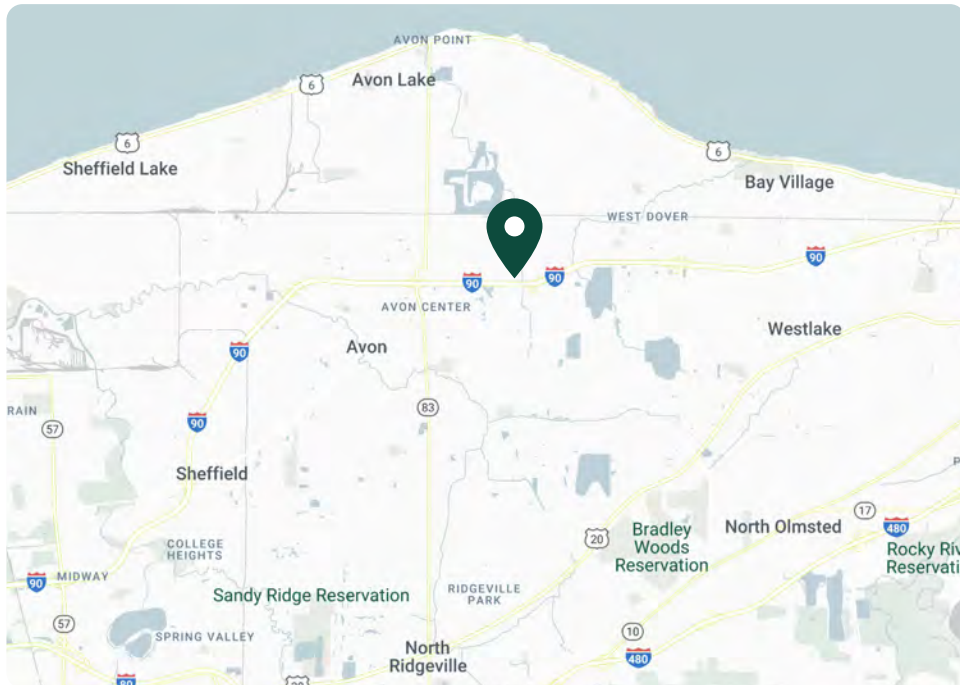 AVON POINT
Avon Lake
6
6
Sheffield Lake
6
Bay Village
WEST DOVER
90
90
90
AVON CENTER
Westlake
Avon
90
83
RAIN
57
90
Sheffield
17
North Olmsted
480
20
Bradley
Woods
Reservation
COLLEGE
HEIGHTS
MIDWAY
90
Sandy Ridge Reservation
RIDGEVILLE
PARK
57
SPRING VALLEY
10
North
Ridgeville
480